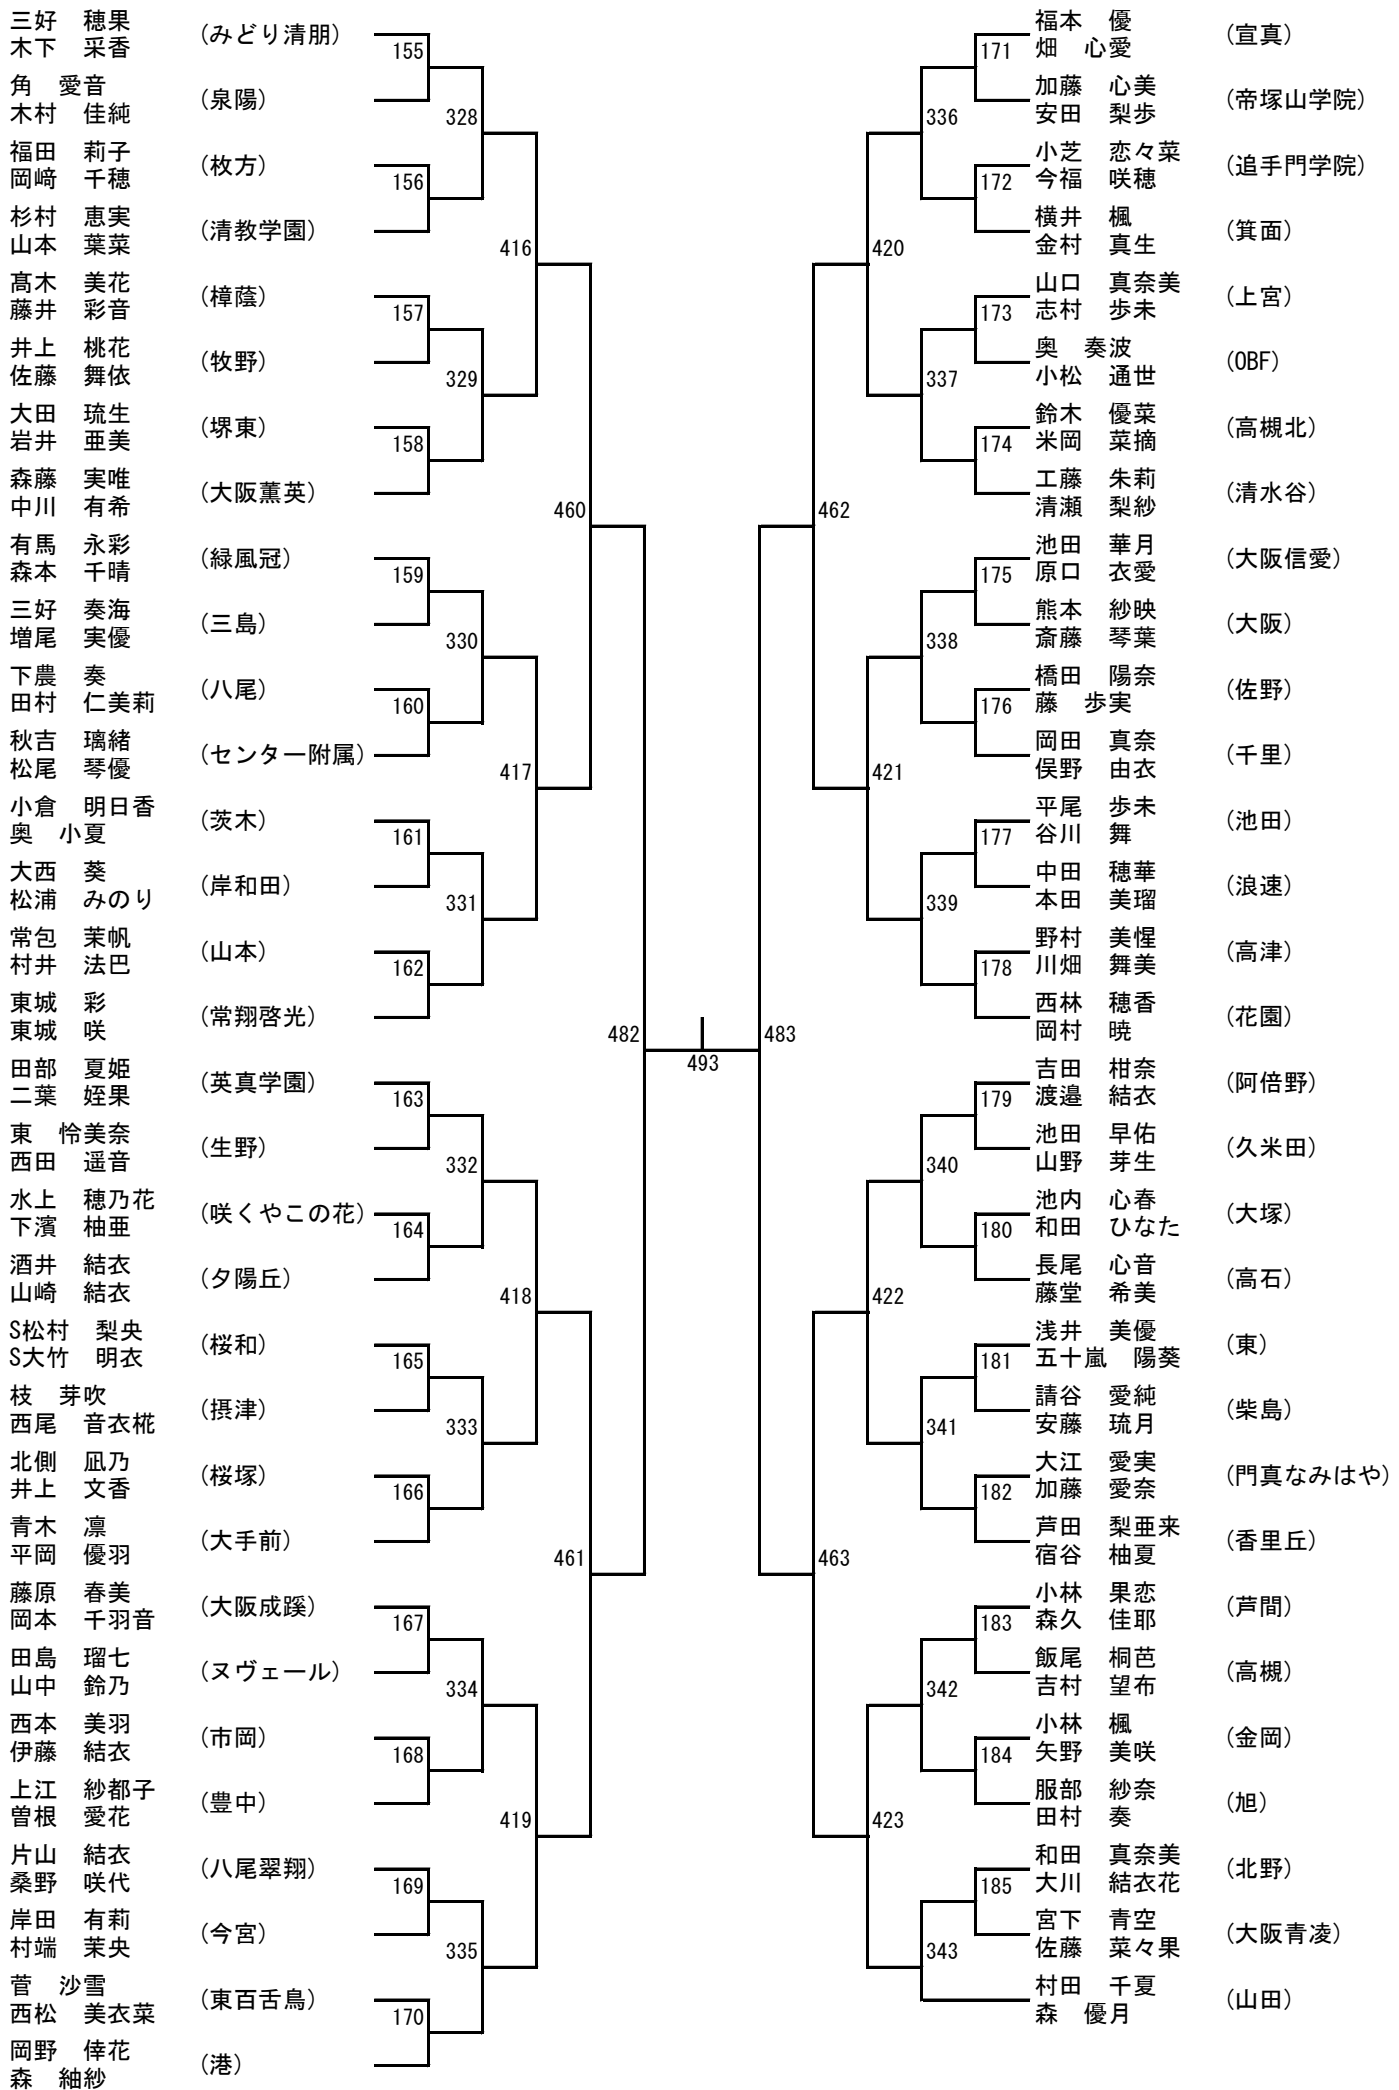 三好　穂果
木下　采香
(みどり清朋)
155
角　愛音
木村　佳純
(泉陽)
328
福田　莉子
岡﨑　千穂
(枚方)
156
杉村　恵実
山本　葉菜
(清教学園)
416
髙木　美花
藤井　彩音
(樟蔭)
157
井上　桃花
佐藤　舞依
(牧野)
329
大田　琉生
岩井　亜美
(堺東)
158
森藤　実唯
中川　有希
(大阪薫英)
460
有馬　永彩
森本　千晴
(緑風冠)
159
三好　奏海
増尾　実優
(三島)
330
下農　奏
田村　仁美莉
(八尾)
160
秋吉　璃緒
松尾　琴優
(センター附属)
417
小倉　明日香
奥　小夏
(茨木)
161
大西　葵
松浦　みのり
(岸和田)
331
常包　茉帆
村井　法巴
(山本)
162
東城　彩
東城　咲
(常翔啓光)
482
田部　夏姫
二葉　姪果
(英真学園)
163
東　怜美奈
西田　遥音
(生野)
332
水上　穂乃花
下濱　柚亜
(咲くやこの花)
164
酒井　結衣
山崎　結衣
(夕陽丘)
418
S松村　梨央
S大竹　明衣
(桜和)
165
枝　芽吹
西尾　音衣椛
(摂津)
333
北側　凪乃
井上　文香
(桜塚)
166
青木　凛
平岡　優羽
(大手前)
461
藤原　春美
岡本　千羽音
(大阪成蹊)
167
田島　瑠七
山中　鈴乃
(ヌヴェール)
334
西本　美羽
伊藤　結衣
(市岡)
168
上江　紗都子
曽根　愛花
(豊中)
419
片山　結衣
桑野　咲代
(八尾翠翔)
169
岸田　有莉
村端　茉央
(今宮)
335
菅　沙雪
西松　美衣菜
(東百舌鳥)
170
岡野　倖花
森　紬紗
(港)
493
福本　優
畑　心愛
(宣真)
171
加藤　心美
安田　梨歩
(帝塚山学院)
336
小芝　恋々菜
今福　咲穂
(追手門学院)
172
横井　楓
金村　真生
(箕面)
420
山口　真奈美
志村　歩未
(上宮)
173
奥　奏波
小松　通世
(OBF)
337
鈴木　優菜
米岡　菜摘
(高槻北)
174
工藤　朱莉
清瀬　梨紗
(清水谷)
462
池田　華月
原口　衣愛
(大阪信愛)
175
熊本　紗映
斎藤　琴葉
(大阪)
338
橋田　陽奈
藤　歩実
(佐野)
176
岡田　真奈
俣野　由衣
(千里)
421
平尾　歩未
谷川　舞
(池田)
177
中田　穂華
本田　美瑠
(浪速)
339
野村　美惺
川畑　舞美
(高津)
178
西林　穂香
岡村　暁
(花園)
483
吉田　柑奈
渡邉　結衣
(阿倍野)
179
池田　早佑
山野　芽生
(久米田)
340
池内　心春
和田　ひなた
(大塚)
180
長尾　心音
藤堂　希美
(高石)
422
浅井　美優
五十嵐　陽葵
(東)
181
請谷　愛純
安藤　琉月
(柴島)
341
大江　愛実
加藤　愛奈
(門真なみはや)
182
芦田　梨亜来
宿谷　柚夏
(香里丘)
463
小林　果恋
森久　佳耶
(芦間)
183
飯尾　桐芭
吉村　望布
(高槻)
342
小林　楓
矢野　美咲
(金岡)
184
服部　紗奈
田村　奏
(旭)
423
和田　真奈美
大川　結衣花
(北野)
185
宮下　青空
佐藤　菜々果
(大阪青凌)
343
村田　千夏
森　優月
(山田)